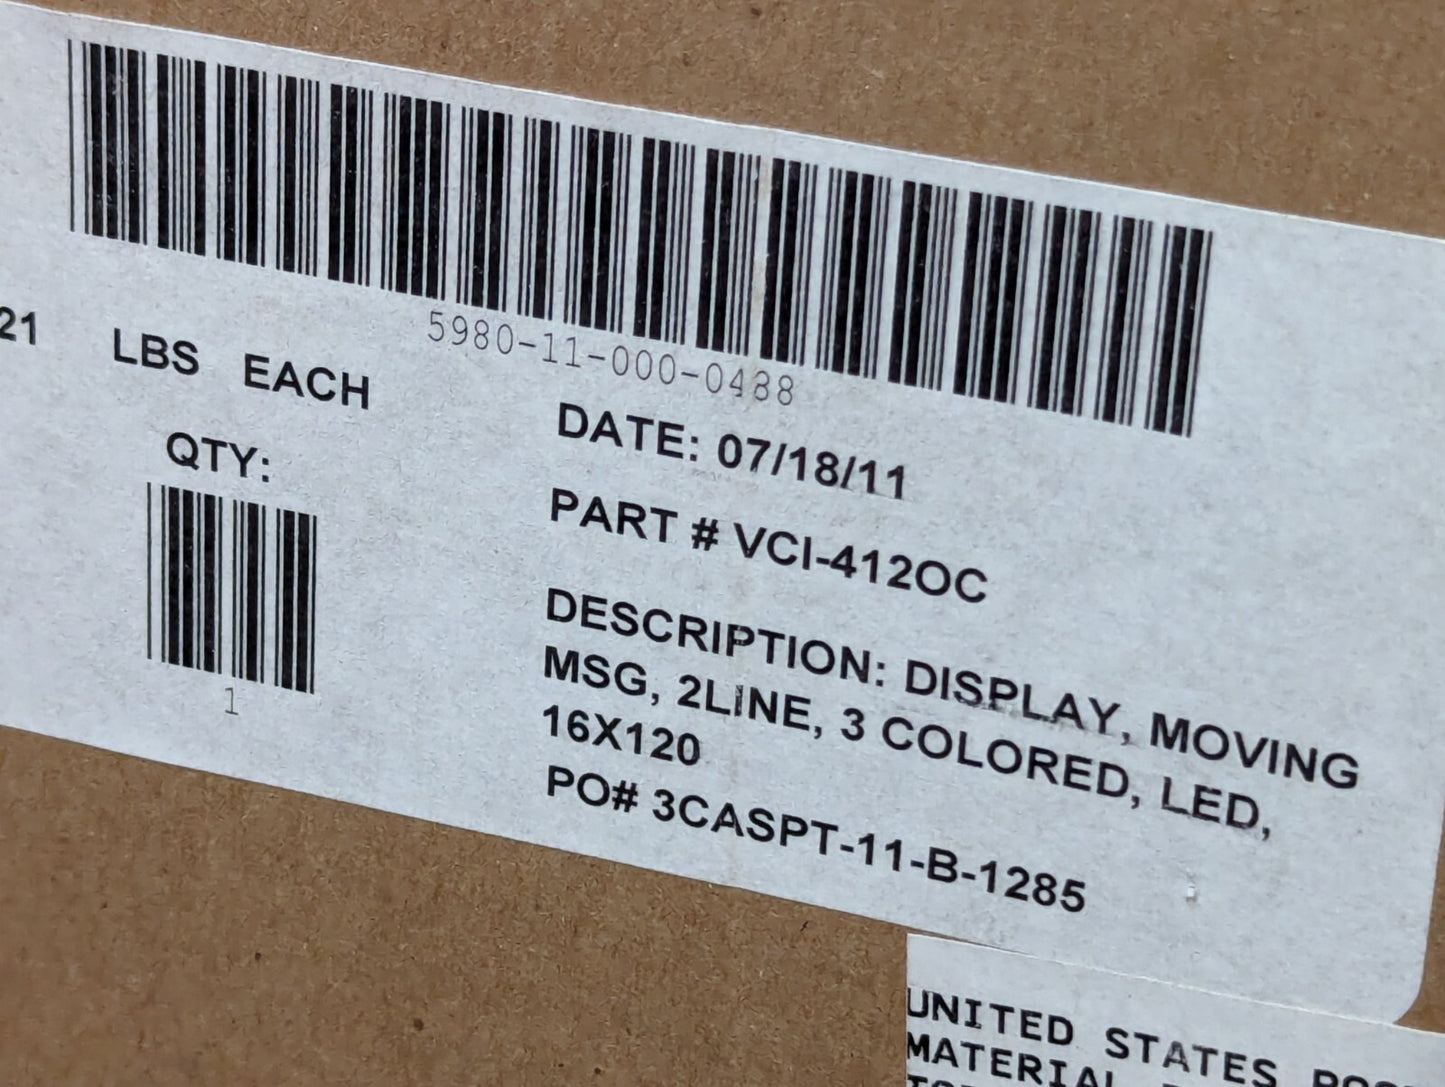 5980-11-000-0488
21 LBS EACH
QTY:
1
DATE: 07/18/11
PART # VCI-412OC
DESCRIPTION: DISPLAY, MOVING
MSG, 2LINE, 3 COLORED, LED,
16X120
PO# 3CASPT-11-B-1285
UNITED STATES
MATERIAL